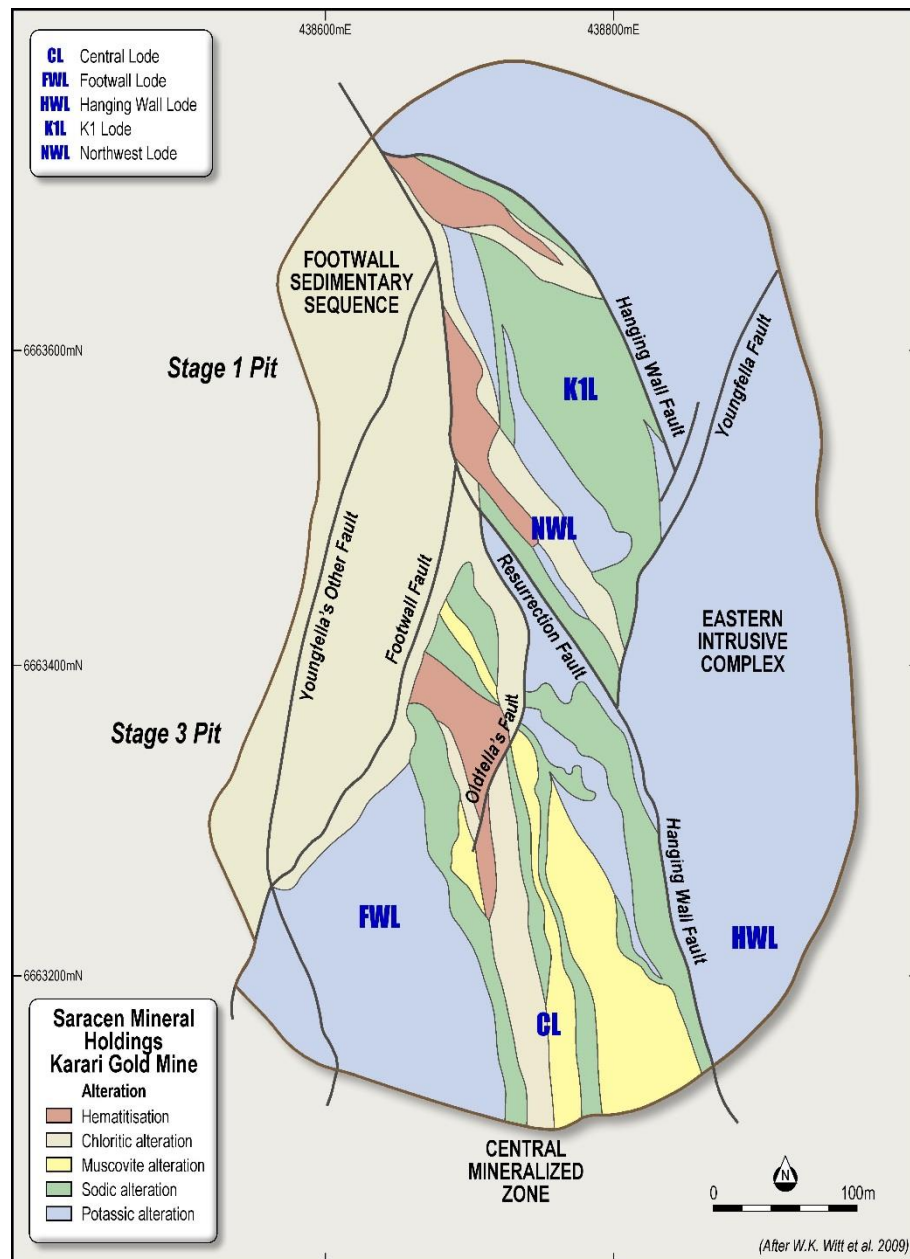 438600mE
438800mE
CL Central Lode
FWL Footwall Lode
HWL Hanging Wall Lode
K1L K1 Lode
NWL Northwest Lode
FOOTWALL
SEDIMENTARY
SEQUENCE
Hanging Wall Fault
Youngfella Fault
6663600mN
Stage 1 Pit
K1L
NWL
Youngfella's Other Fault
Footwall Fault
Resurrection Fault
EASTERN
INTRUSIVE
COMPLEX
6663400mN
Stage 3 Pit
Oldfella's Fault
Hanging Wall Fault
FWL
HWL
6663200mN
CL
Saracen Mineral
Holdings
Karari Gold Mine
Alteration
Hematitisation
Chloritic alteration
Muscovite alteration
Sodic alteration
Potassic alteration
CENTRAL
MINERALIZED
ZONE
N
0 100m
(After W.K. Witt et al. 2009)